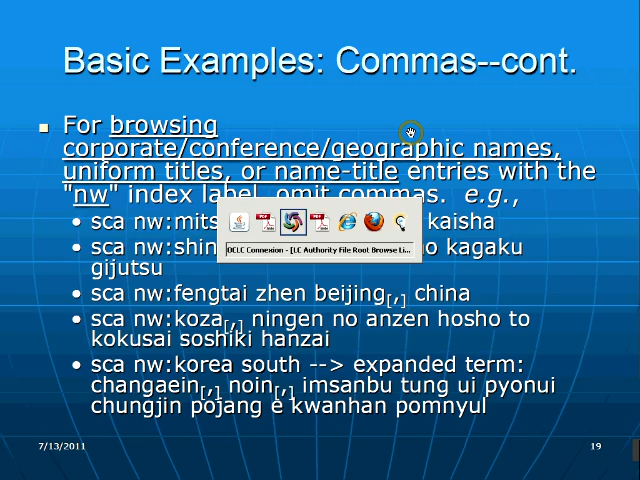 Basic Examples: Commas--cont.
For browsing
corporate/conference/geographic names,
uniform titles, or name-title entries with the
"nw" index label, omit commas. e.g.,
• sca nw:mits kaisha
• sca nw:shin no kagaku
gijutsu
OCLC Connexion - [LC Authority File Root Browse Li...
• sca nw:fengtai zhen beijing[,] china
• sca nw:koza[,] ningen no anzen hosho to
kokusai soshiki hanzai
• sca nw:korea south --> expanded term:
changaein[,] noin[,] imsanbu tung ui pyonui
chungjin pojang e kwanhan pomnyul
7/13/2011
19